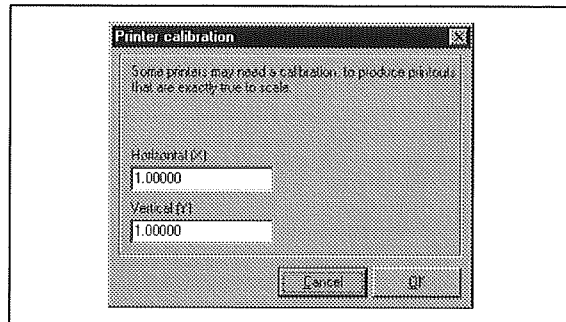 Printer calibration
Some printers may need a calibration, to produce printouts
that are exactly true to scale.
Horizontal (X)
1.00000
Vertical (Y)
1.00000
Cancel
OK